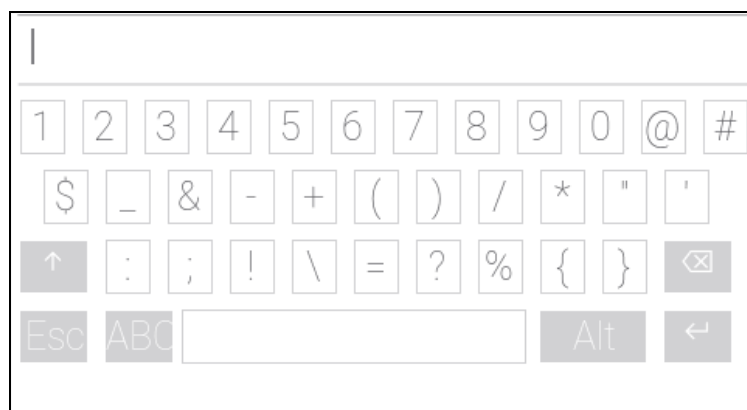 1 2 3 4 5 6 7 8 9 0 @ #
$ _ & - + ( ) / * " '
↑ : ; ! \ = ? % { } ⌫
Esc ABC Alt ↵